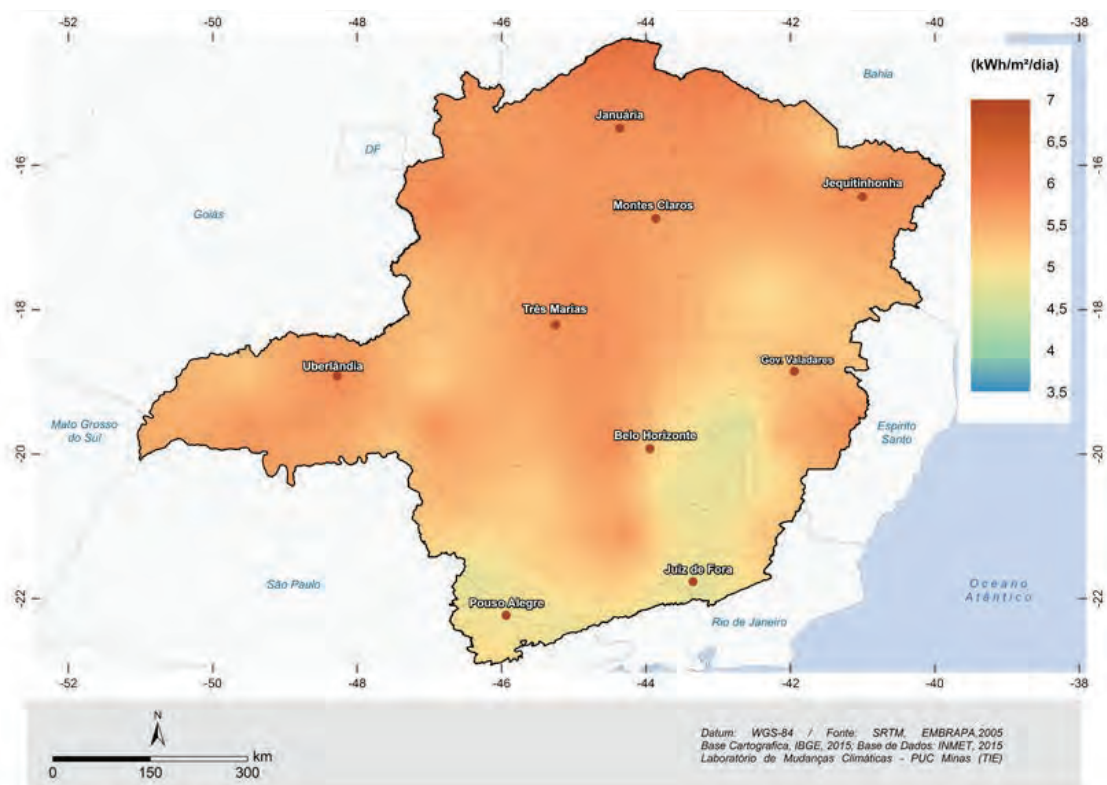 -52 -50 -48 -46 -44 -42 -40 -38
(kWh/m²/dia)
Bahia
7
Januária
6,5
DF
-16 -16
6
Jequitinhonha
Montes Claros
Goiás
5,5
5
4,5
-18 -18
Três Marias
4
Gov. Valadares
Uberlândia
3,5
Mato Grosso
do Sul
Espírito
Santo
Belo Horizonte
-20 -20
Juiz de Fora
São Paulo
Oceano
Atêntico
-22 -22
Pouso Alegre
Rio de Janeiro
-52 -50 -48 -46 -44 -42 -40 -38
N
km
0 150 300
Datum: WGS-84 / Fonte: SRTM, EMBRAPA,2005
Base Cartografica, IBGE, 2015; Base de Dados: INMET, 2015
Laboratório de Mudanças Climáticas - PUC Minas (TIE)